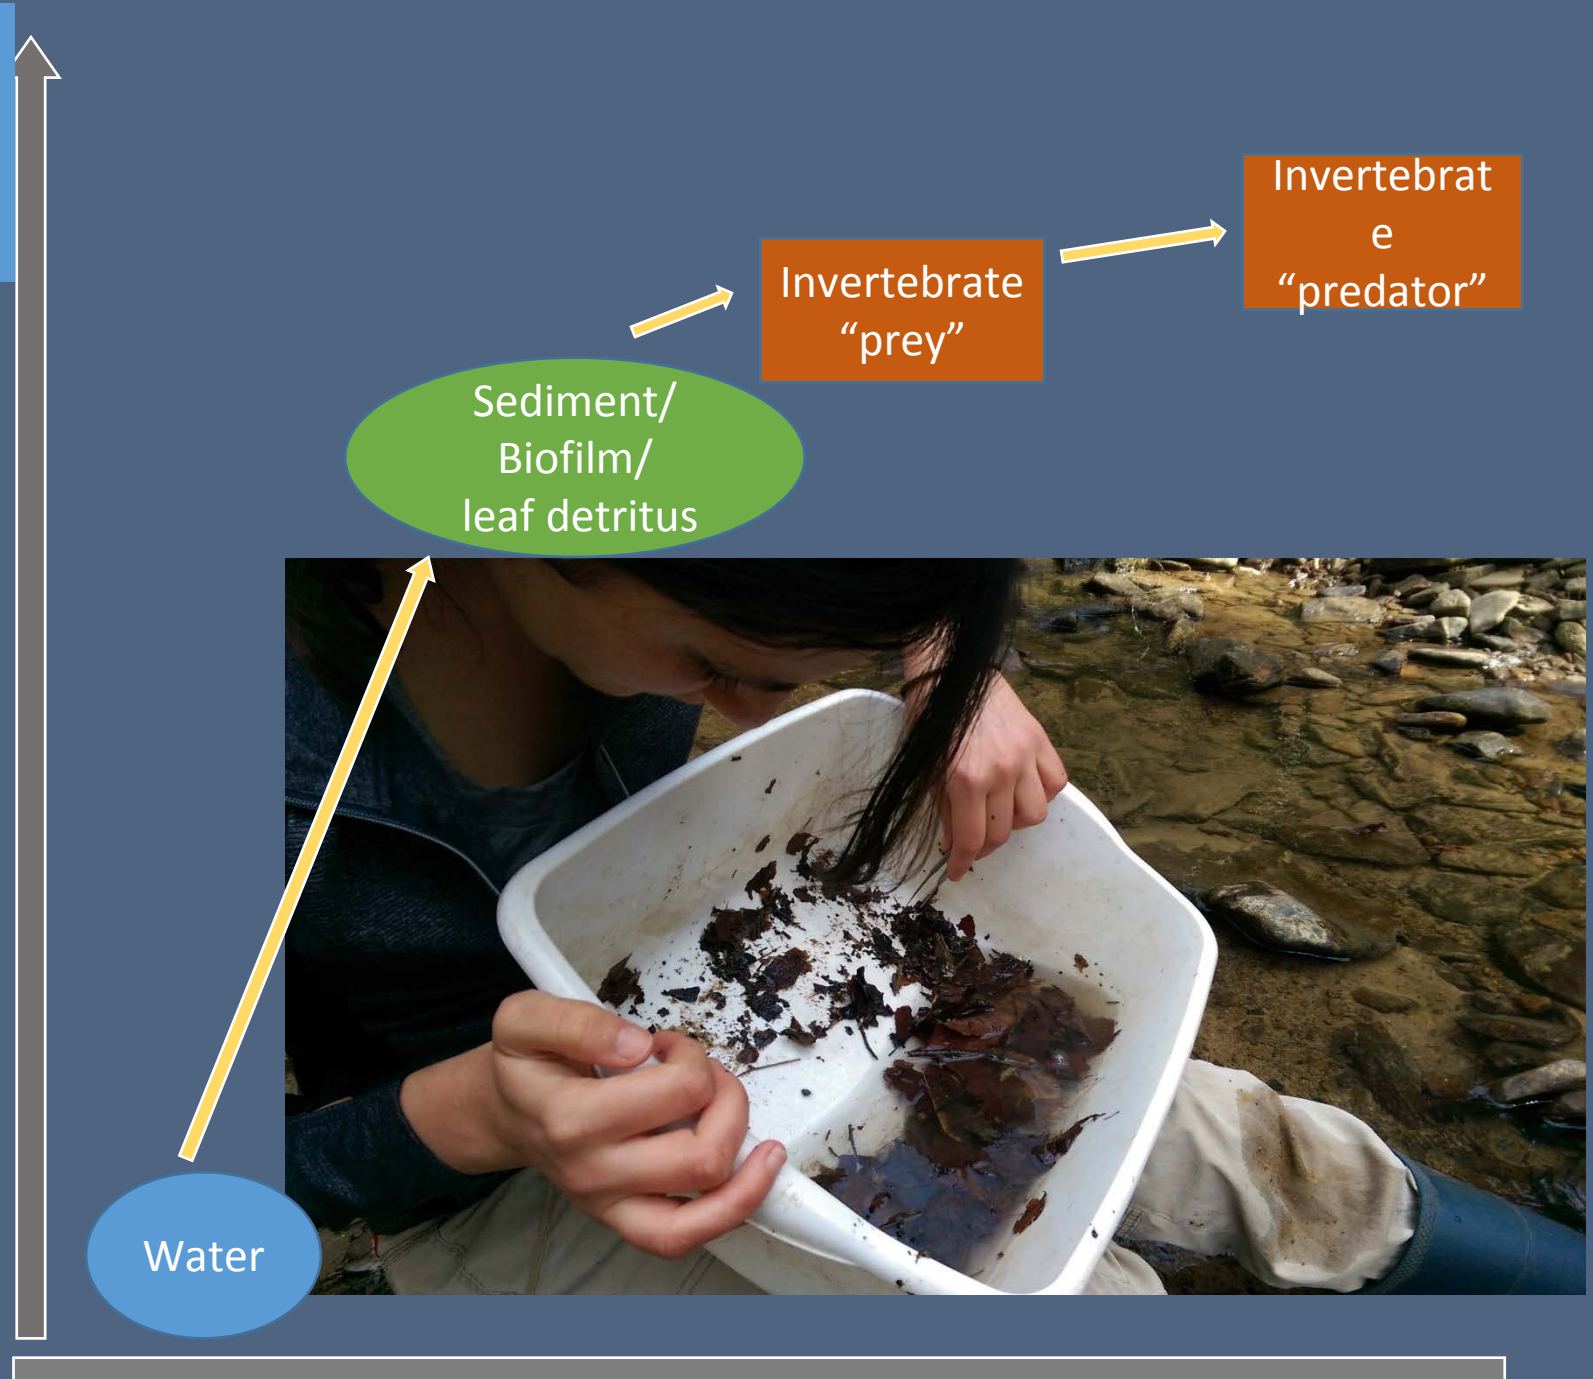 Invertebrat
e
“predator”
Invertebrate
“prey”
Sediment/
Biofilm/
leaf detritus
Water